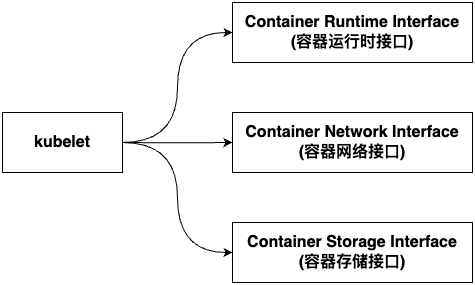 Container Runtime Interface
(容器运行时接口)
kubelet
Container Network Interface
(容器网络接口)
Container Storage Interface
(容器存储接口)